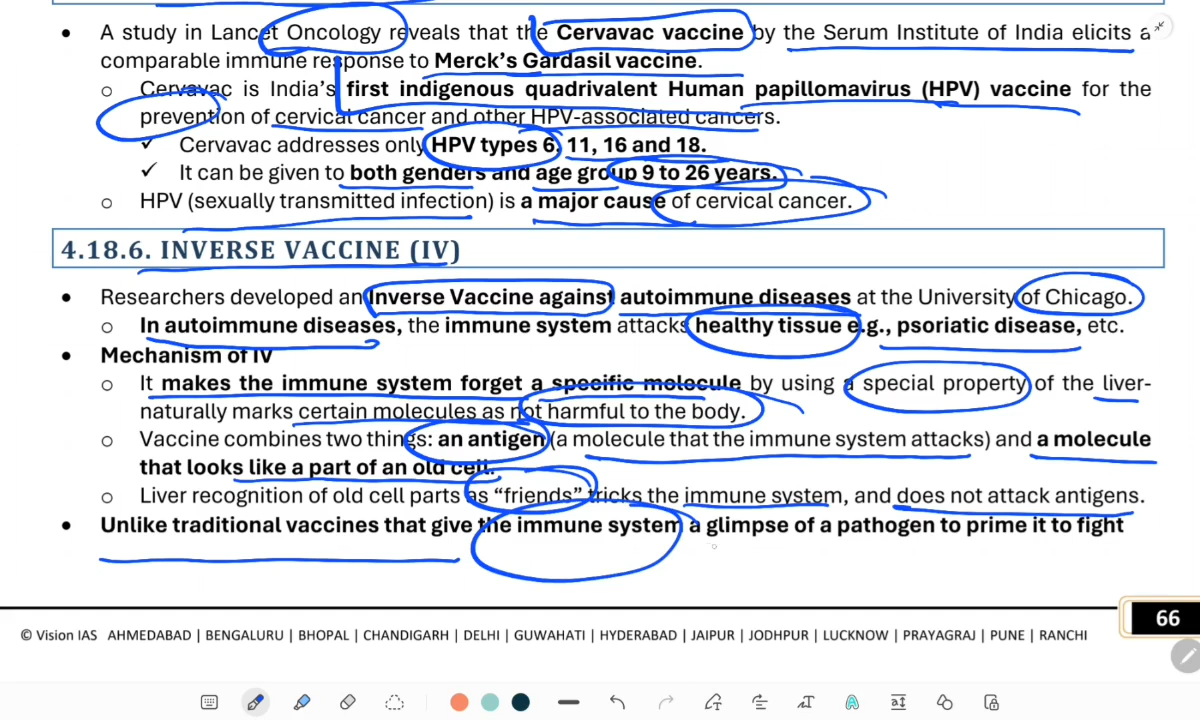 • A study in Lancet Oncology reveals that the Cervavac vaccine by the Serum Institute of India elicits a
comparable immune response to Merck's Gardasil vaccine.
o Cervavac is India's first indigenous quadrivalent Human papillomavirus (HPV) vaccine for the
prevention of cervical cancer and other HPV-associated cancers.
✓ Cervavac addresses only HPV types 6, 11, 16 and 18.
✓ It can be given to both genders and age group 9 to 26 years.
o HPV (sexually transmitted infection) is a major cause of cervical cancer.
4.18.6. INVERSE VACCINE (IV)
• Researchers developed an Inverse Vaccine against autoimmune diseases at the University of Chicago.
o In autoimmune diseases, the immune system attacks healthy tissue e.g., psoriatic disease, etc.
• Mechanism of IV
o It makes the immune system forget a specific molecule by using a special property of the liver-
naturally marks certain molecules as not harmful to the body.
o Vaccine combines two things: an antigen (a molecule that the immune system attacks) and a molecule
that looks like a part of an old cell.
o Liver recognition of old cell parts as “friends” tricks the immune system, and does not attack antigens.
• Unlike traditional vaccines that give the immune system a glimpse of a pathogen to prime it to fight
66
© Vision IAS AHMEDABAD | BENGALURU | BHOPAL | CHANDIGARH | DELHI | GUWAHATI | HYDERABAD | JAIPUR | JODHPUR | LUCKNOW | PRAYAGRAJ | PUNE | RANCHI